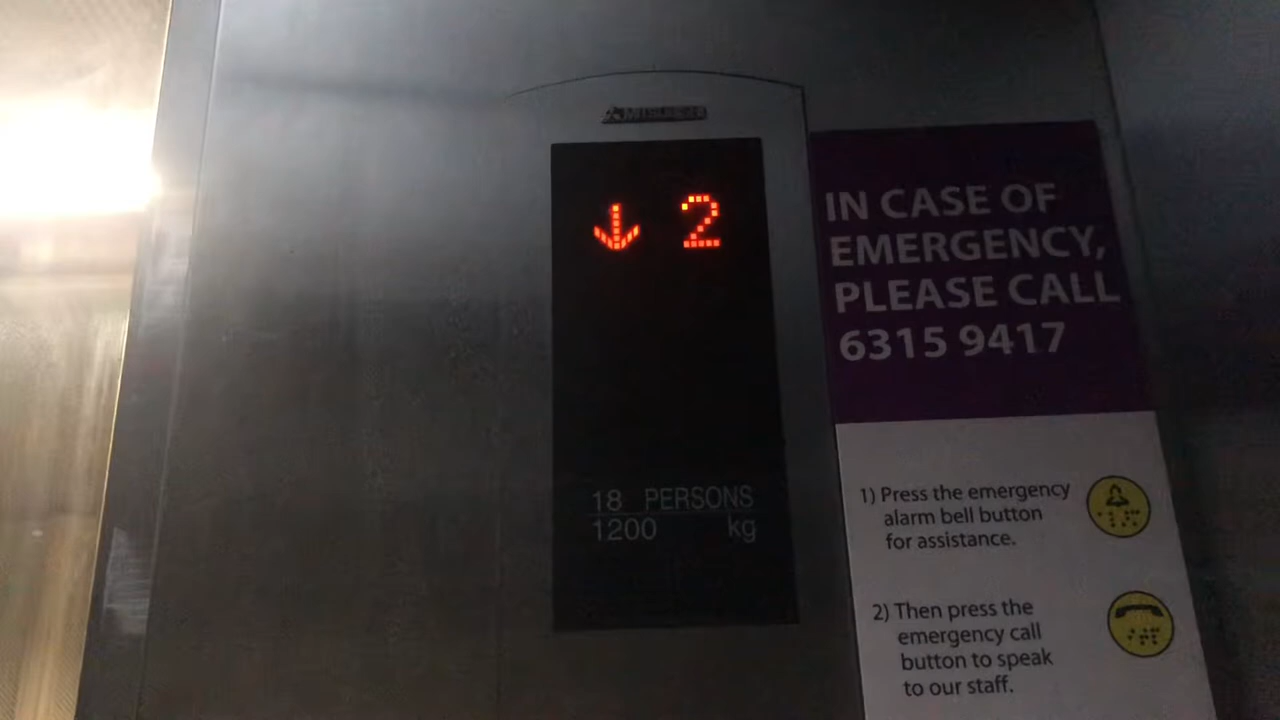 MITSUBISHI
↓ 2
18 PERSONS
1200 kg
IN CASE OF
EMERGENCY,
PLEASE CALL
6315 9417
1) Press the emergency
alarm bell button
for assistance.
2) Then press the
emergency call
button to speak
to our staff.